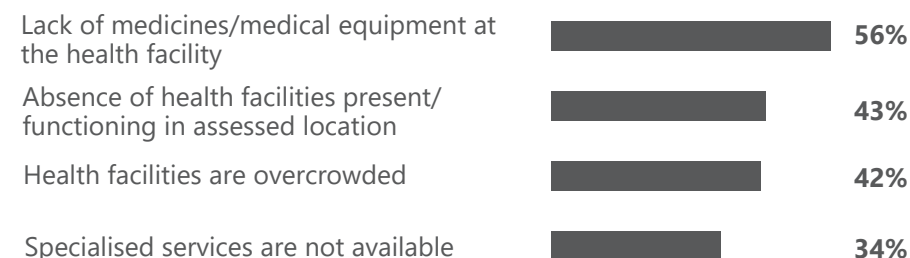 Lack of medicines/medical equipment at
the health facility
56%
Absence of health facilities present/
functioning in assessed location
43%
Health facilities are overcrowded
42%
Specialised services are not available
34%